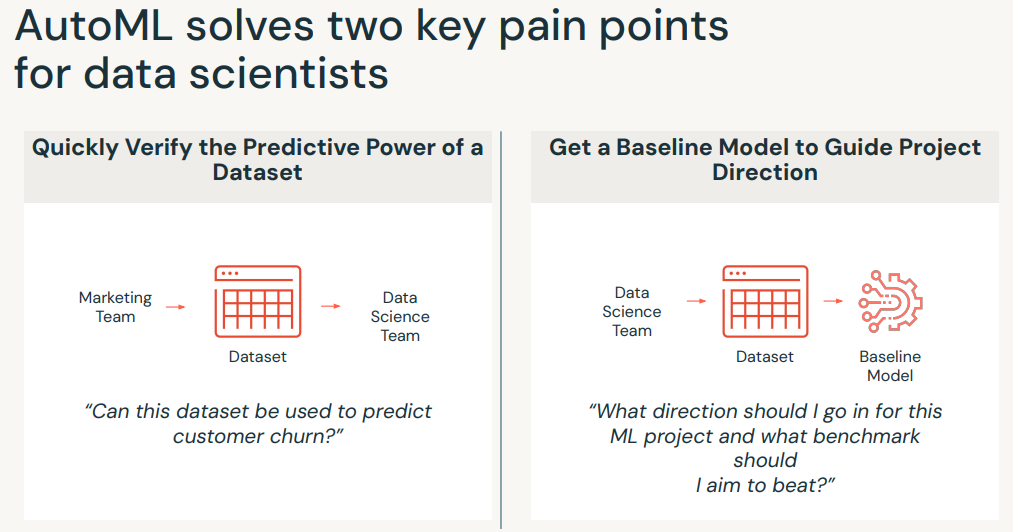 AutoML solves two key pain points
for data scientists
Quickly Verify the Predictive Power of a
Dataset
Marketing
Team
Dataset
Data
Science
Team
“Can this dataset be used to predict
customer churn?”
Get a Baseline Model to Guide Project
Direction
Data
Science
Team
Dataset
Baseline
Model
“What direction should I go in for this
ML project and what benchmark
should
I aim to beat?”